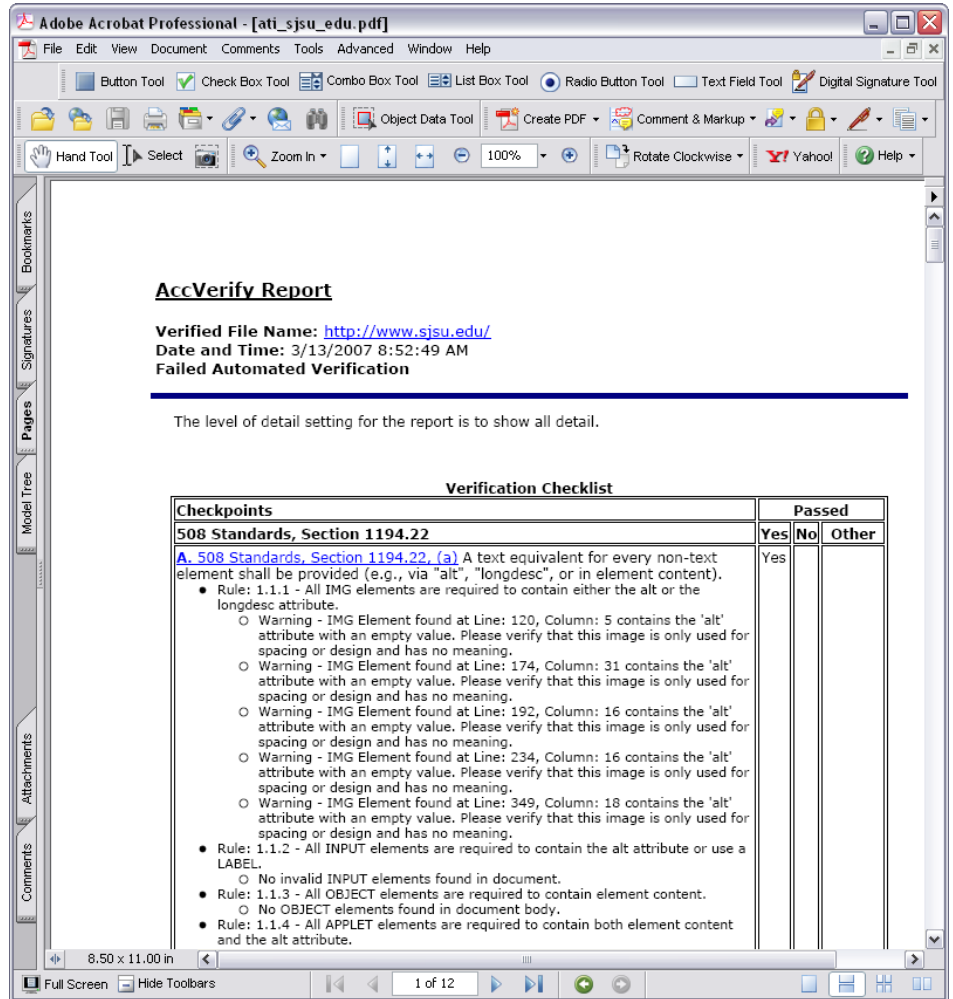 Adobe Acrobat Professional - [ati_sjsu_edu.pdf]
File Edit View Document Comments Tools Advanced Window Help
Button Tool Check Box Tool Combo Box Tool List Box Tool Radio Button Tool Text Field Tool Digital Signature Tool
Object Data Tool Create PDF Comment & Markup
Hand Tool Select Zoom In 100% Rotate Clockwise Y! Yahoo! Help
Bookmarks
Signatures
Pages
Model Tree
Attachments
Comments
AccVerify Report
Verified File Name: http://www.sjsu.edu/
Date and Time: 3/13/2007 8:52:49 AM
Failed Automated Verification
The level of detail setting for the report is to show all detail.
Verification Checklist
Checkpoints Passed
508 Standards, Section 1194.22 Yes No Other
A. 508 Standards, Section 1194.22, (a) A text equivalent for every non-text Yes
element shall be provided (e.g., via "alt", "longdesc", or in element content).
Rule: 1.1.1 - All IMG elements are required to contain either the alt or the
longdesc attribute.
Warning - IMG Element found at Line: 120, Column: 5 contains the 'alt'
attribute with an empty value. Please verify that this image is only used for
spacing or design and has no meaning.
Warning - IMG Element found at Line: 174, Column: 31 contains the 'alt'
attribute with an empty value. Please verify that this image is only used for
spacing or design and has no meaning.
Warning - IMG Element found at Line: 192, Column: 16 contains the 'alt'
attribute with an empty value. Please verify that this image is only used for
spacing or design and has no meaning.
Warning - IMG Element found at Line: 234, Column: 16 contains the 'alt'
attribute with an empty value. Please verify that this image is only used for
spacing or design and has no meaning.
Warning - IMG Element found at Line: 349, Column: 18 contains the 'alt'
attribute with an empty value. Please verify that this image is only used for
spacing or design and has no meaning.
Rule: 1.1.2 - All INPUT elements are required to contain the alt attribute or use a
LABEL.
No invalid INPUT elements found in document.
Rule: 1.1.3 - All OBJECT elements are required to contain element content.
No OBJECT elements found in document body.
Rule: 1.1.4 - All APPLET elements are required to contain both element content
and the alt attribute.
8.50 x 11.00 in
Full Screen Hide Toolbars 1 of 12